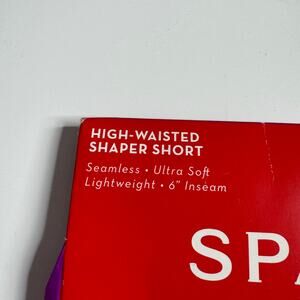 HIGH-WAISTED
SHAPER SHORT
Seamless • Ultra Soft
Lightweight • 6" Inseam
SPA